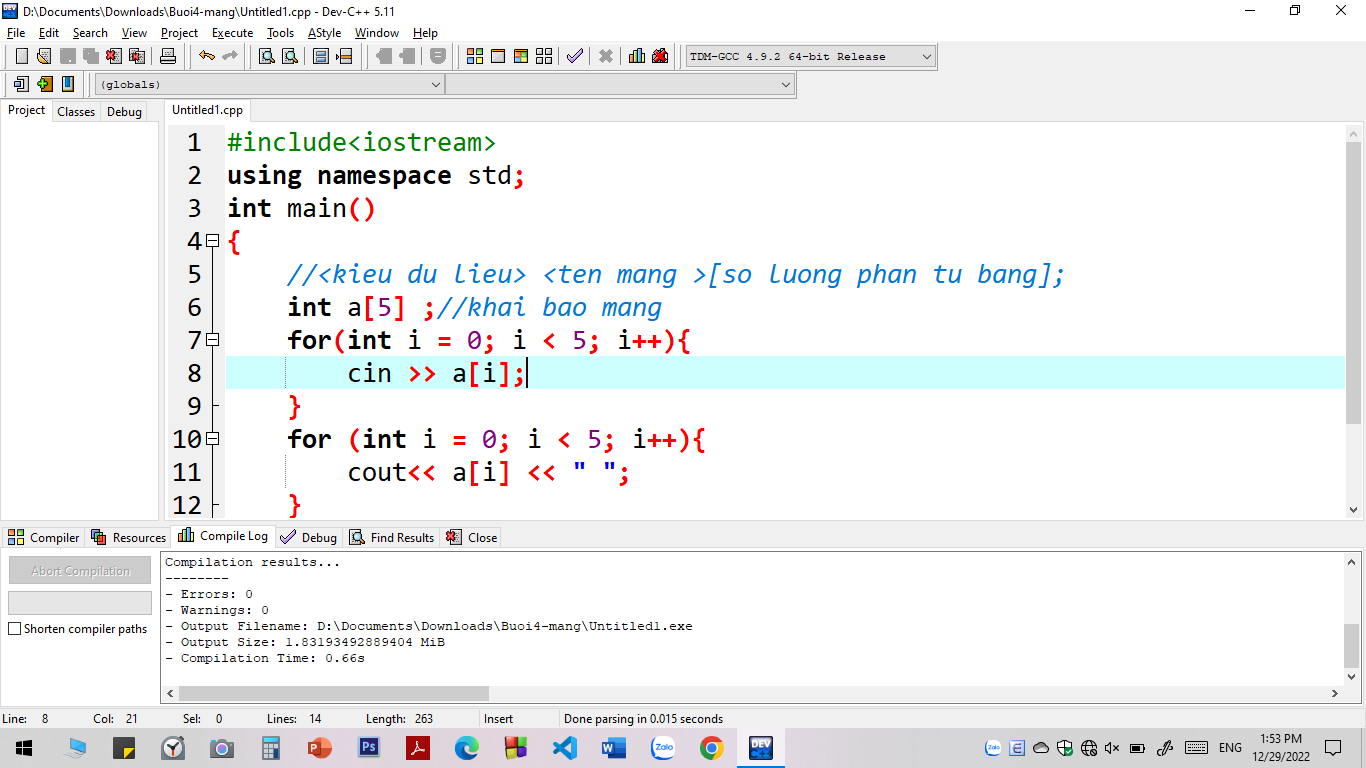 D:\Documents\Downloads\Buoi4-mang\Untitled1.cpp - Dev-C++ 5.11
File Edit Search View Project Execute Tools AStyle Window Help
TDM-GCC 4.9.2 64-bit Release
(globals)
Project Classes Debug
Untitled1.cpp
1 #include<iostream>
2 using namespace std;
3 int main()
4 {
5 //<kieu du lieu> <ten mang >[so luong phan tu bang];
6 int a[5] ;//khai bao mang
7 for(int i = 0; i < 5; i++){
8 cin >> a[i];
9 }
10 for (int i = 0; i < 5; i++){
11 cout<< a[i] << " ";
12 }
Compiler Resources Compile Log Debug Find Results Close
Abort Compilation
Shorten compiler paths
Compilation results...
--------
- Errors: 0
- Warnings: 0
- Output Filename: D:\Documents\Downloads\Buoi4-mang\Untitled1.exe
- Output Size: 1.83193492889404 MiB
- Compilation Time: 0.66s
Line: 8 Col: 21 Sel: 0 Lines: 14 Length: 263 Insert Done parsing in 0.015 seconds
P Ps W Zalo DEV C++ Zalo E ENG
1:53 PM
12/29/2022